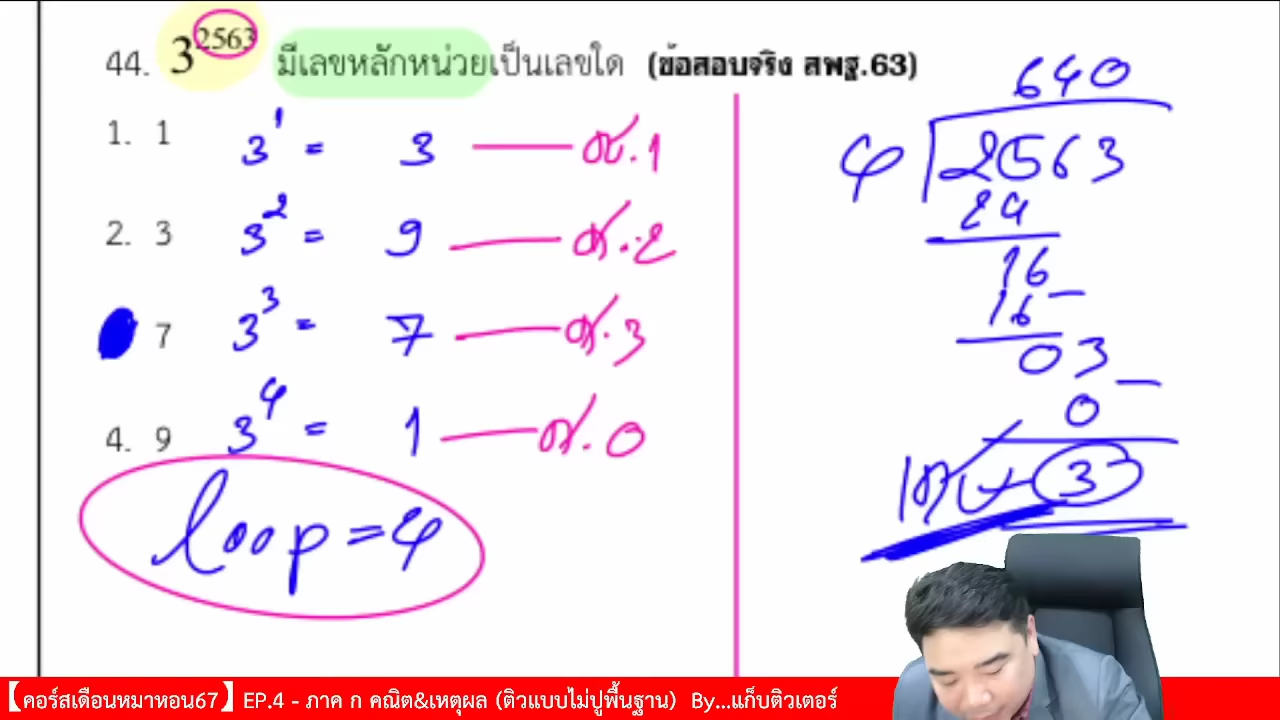 44. 3^2563 มีเลขหลักหน่วยเป็นเลขใด (ข้อสอบจริง สพฐ.63)
1. 1
3^1 = 3 — ศ.1
2. 3
3^2 = 9 — ศ.2
7
3^3 = 7 — ศ.3
4. 9
3^4 = 1 — ศ.0
loop = 4
640
4 2563
24
16
16
03
0
3
【คอร์สเดือนหมาหอน67】 EP.4 - ภาค ก คณิต&เหตุผล (ติวแบบไม่ปูพื้นฐาน) By...แก็บติวเตอร์